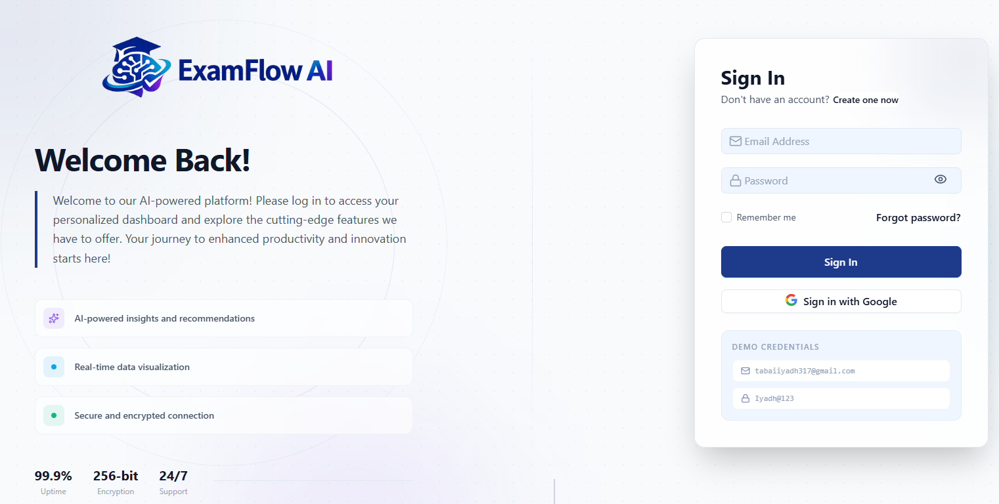 ExamFlow AI
Welcome Back!
Welcome to our AI-powered platform! Please log in to access your
personalized dashboard and explore the cutting-edge features we
have to offer. Your journey to enhanced productivity and innovation
starts here!
AI-powered insights and recommendations
Real-time data visualization
Secure and encrypted connection
99.9%
Uptime
256-bit
Encryption
24/7
Support
Sign In
Don't have an account? Create one now
Email Address
Password
Remember me
Forgot password?
Sign In
Sign in with Google
DEMO CREDENTIALS
tabaiiyadh317@gmail.com
Iyadh@123